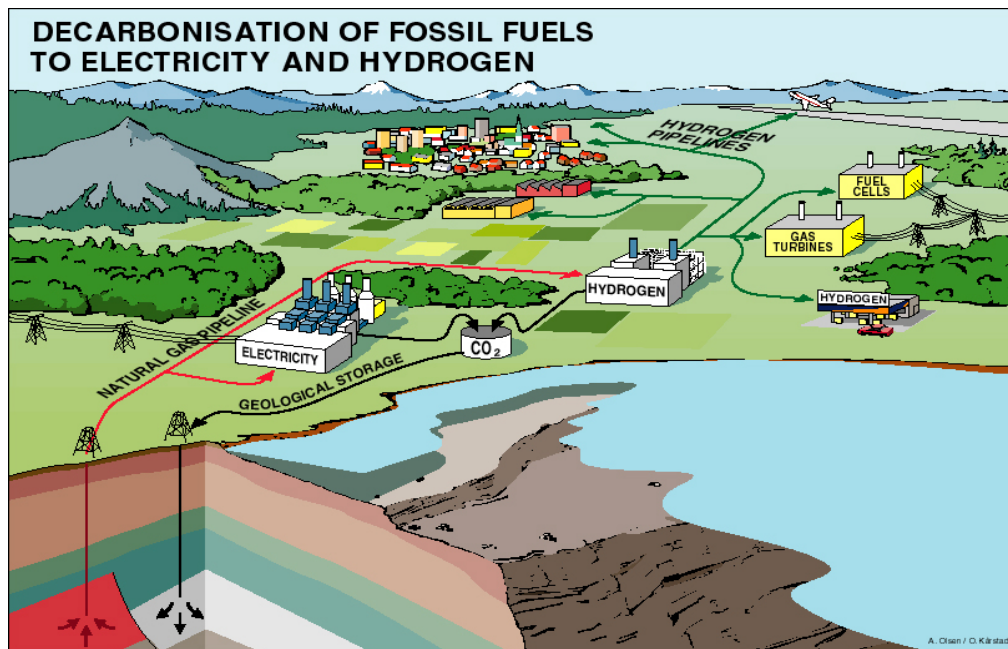 DECARBONISATION OF FOSSIL FUELS
TO ELECTRICITY AND HYDROGEN
HYDROGEN
PIPELINES
FUEL
CELLS
GAS
TURBINES
HYDROGEN
HYDROGEN
NATURAL GAS PIPELINE
ELECTRICITY
CO₂
GEOLOGICAL STORAGE
A. Olsen / O. Kårstad